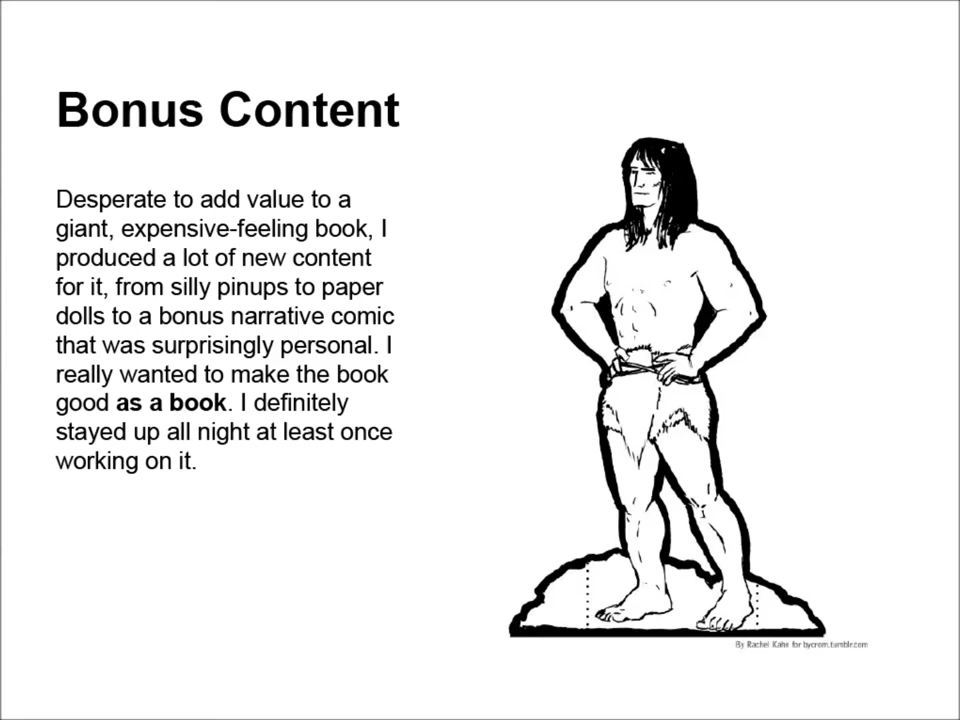 Bonus Content
Desperate to add value to a
giant, expensive-feeling book, I
produced a lot of new content
for it, from silly pinups to paper
dolls to a bonus narrative comic
that was surprisingly personal. I
really wanted to make the book
good as a book. I definitely
stayed up all night at least once
working on it.
By Rachel Kahn for bycrom.tumblr.com